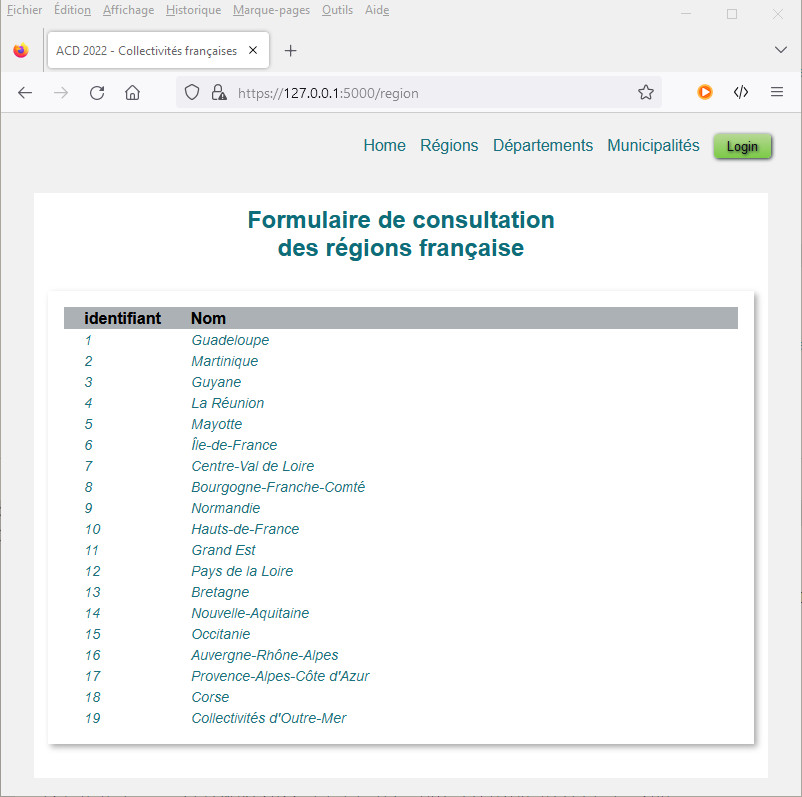 Fichier Édition Affichage Historique Marque-pages Outils Aide
ACD 2022 - Collectivités françaises
https://127.0.0.1:5000/region
Home Régions Départements Municipalités Login
Formulaire de consultation
des régions française
identifiant Nom
1 Guadeloupe
2 Martinique
3 Guyane
4 La Réunion
5 Mayotte
6 Île-de-France
7 Centre-Val de Loire
8 Bourgogne-Franche-Comté
9 Normandie
10 Hauts-de-France
11 Grand Est
12 Pays de la Loire
13 Bretagne
14 Nouvelle-Aquitaine
15 Occitanie
16 Auvergne-Rhône-Alpes
17 Provence-Alpes-Côte d'Azur
18 Corse
19 Collectivités d'Outre-Mer